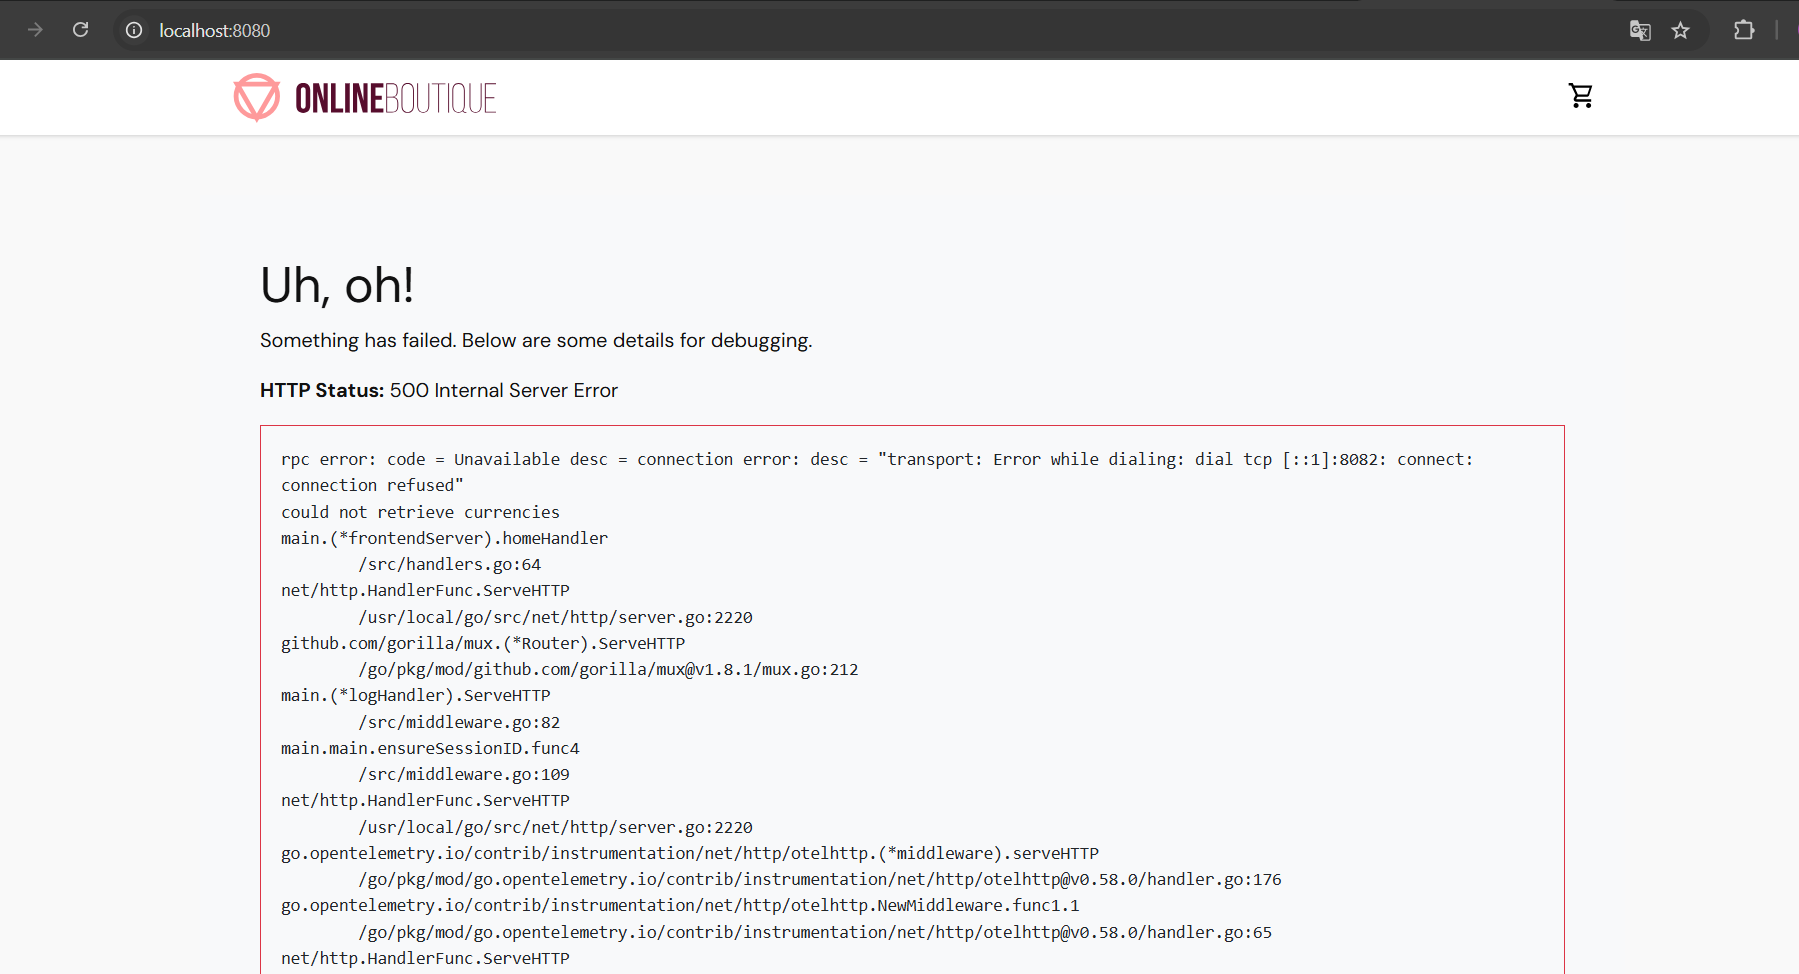 localhost:8080
ONLINEBOUTIQUE
Uh, oh!
Something has failed. Below are some details for debugging.
HTTP Status: 500 Internal Server Error
rpc error: code = Unavailable desc = connection error: desc = "transport: Error while dialing: dial tcp [::1]:8082: connect:
connection refused"
could not retrieve currencies
main.(*frontendServer).homeHandler
        /src/handlers.go:64
net/http.HandlerFunc.ServeHTTP
        /usr/local/go/src/net/http/server.go:2220
github.com/gorilla/mux.(*Router).ServeHTTP
        /go/pkg/mod/github.com/gorilla/mux@v1.8.1/mux.go:212
main.(*logHandler).ServeHTTP
        /src/middleware.go:82
main.main.ensureSessionID.func4
        /src/middleware.go:109
net/http.HandlerFunc.ServeHTTP
        /usr/local/go/src/net/http/server.go:2220
go.opentelemetry.io/contrib/instrumentation/net/http/otelhttp.(*middleware).serveHTTP
        /go/pkg/mod/go.opentelemetry.io/contrib/instrumentation/net/http/otelhttp@v0.58.0/handler.go:176
go.opentelemetry.io/contrib/instrumentation/net/http/otelhttp.NewMiddleware.func1.1
        /go/pkg/mod/go.opentelemetry.io/contrib/instrumentation/net/http/otelhttp@v0.58.0/handler.go:65
net/http.HandlerFunc.ServeHTTP